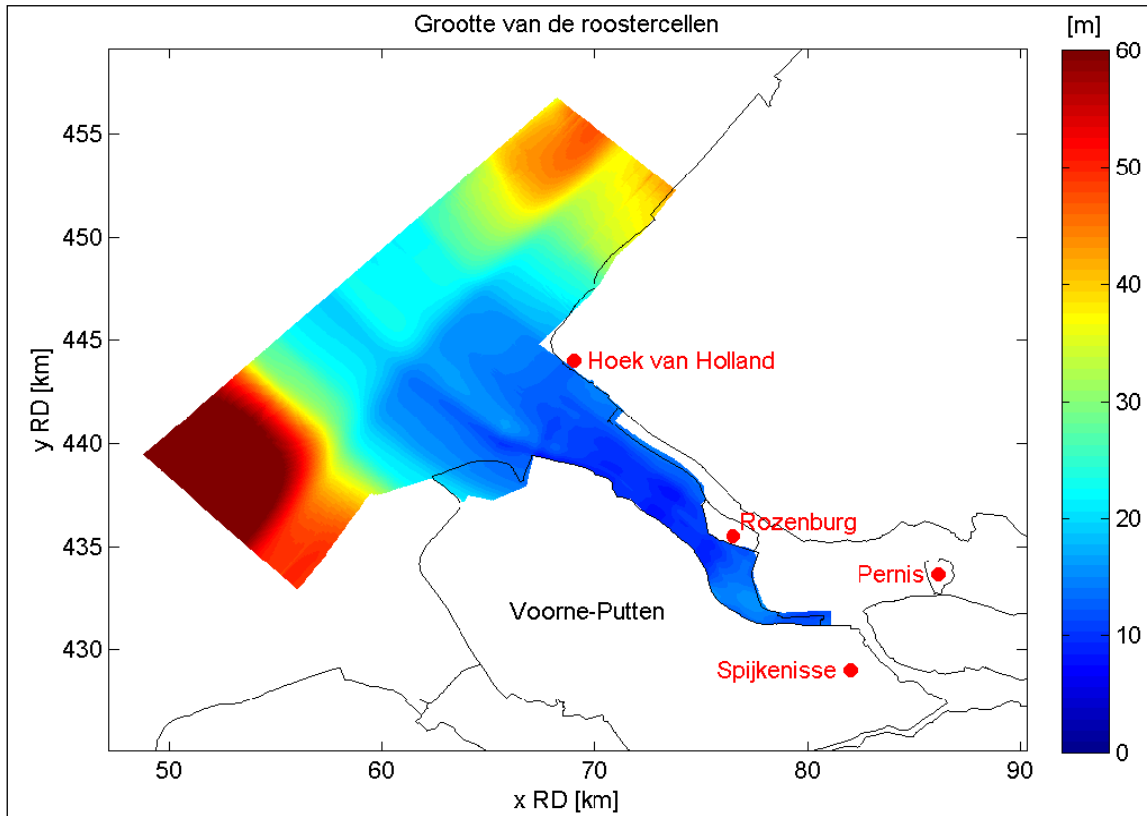 Grootte van de roostercellen
[m]
60
50
40
30
20
10
0
455
450
445
440
435
430
y RD [km]
Hoek van Holland
Rozenburg
Pernis
Voorne-Putten
Spijkenisse
50
60
70
80
90
x RD [km]